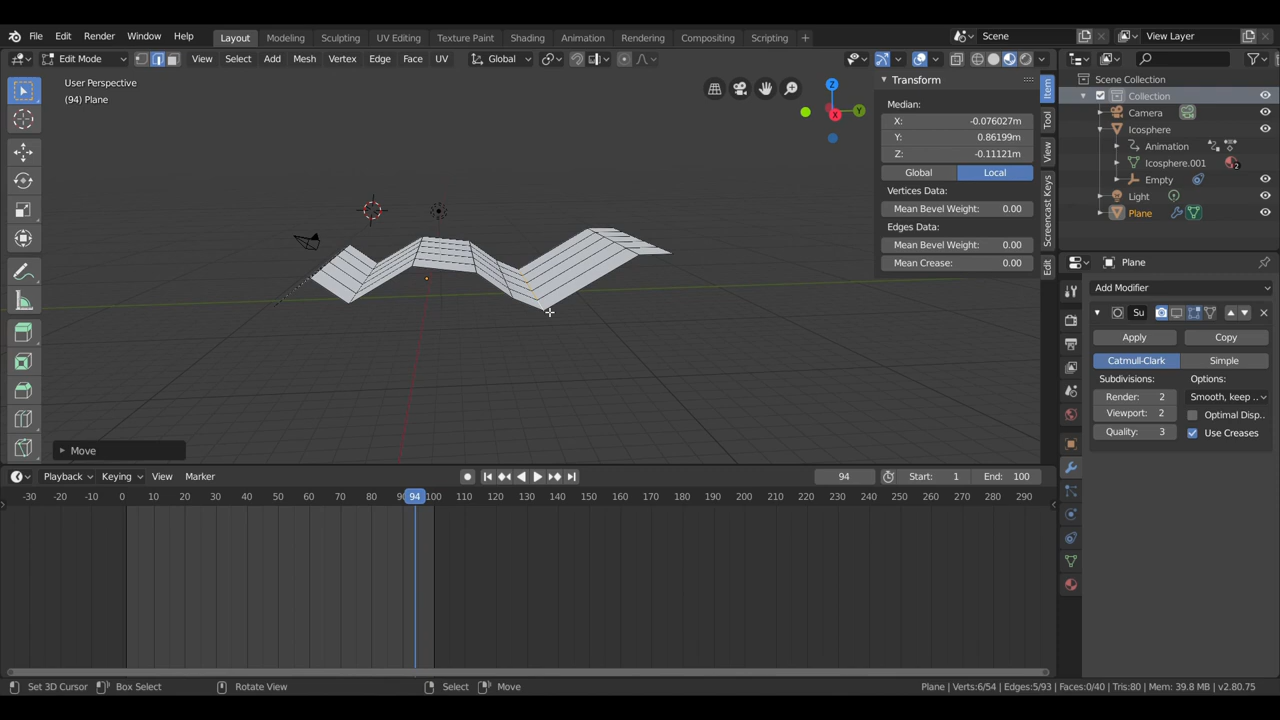 File Edit Render Window Help Layout Modeling Sculpting UV Editing Texture Paint Shading Animation Rendering Compositing Scripting + Scene View Layer
Edit Mode View Select Add Mesh Vertex Edge Face UV Global
User Perspective
(94) Plane
Z
Y
X
Transform
Median:
X: -0.076027m
Y: 0.86199m
Z: -0.11121m
Global Local
Vertices Data:
Mean Bevel Weight: 0.00
Edges Data:
Mean Bevel Weight: 0.00
Mean Crease: 0.00
Item
Tool
View
Screencast Keys
Edit
Scene Collection
Collection
Camera
Icosphere
Animation
Icosphere.001 2
Empty
Light
Plane
Plane
Add Modifier
Su
Apply Copy
Catmull-Clark Simple
Subdivisions: Options:
Render: 2 Smooth, keep ..
Viewport: 2 Optimal Disp..
Quality: 3 Use Creases
Move
Playback Keying View Marker 94 Start: 1 End: 100
-30 -20 -10 0 10 20 30 40 50 60 70 80 94 100 110 120 130 140 150 160 170 180 190 200 210 220 230 240 250 260 270 280 290
Set 3D Cursor Box Select Rotate View Select Move Plane | Verts:6/54 | Edges:5/93 | Faces:0/40 | Tris:80 | Mem: 39.8 MB | v2.80.75